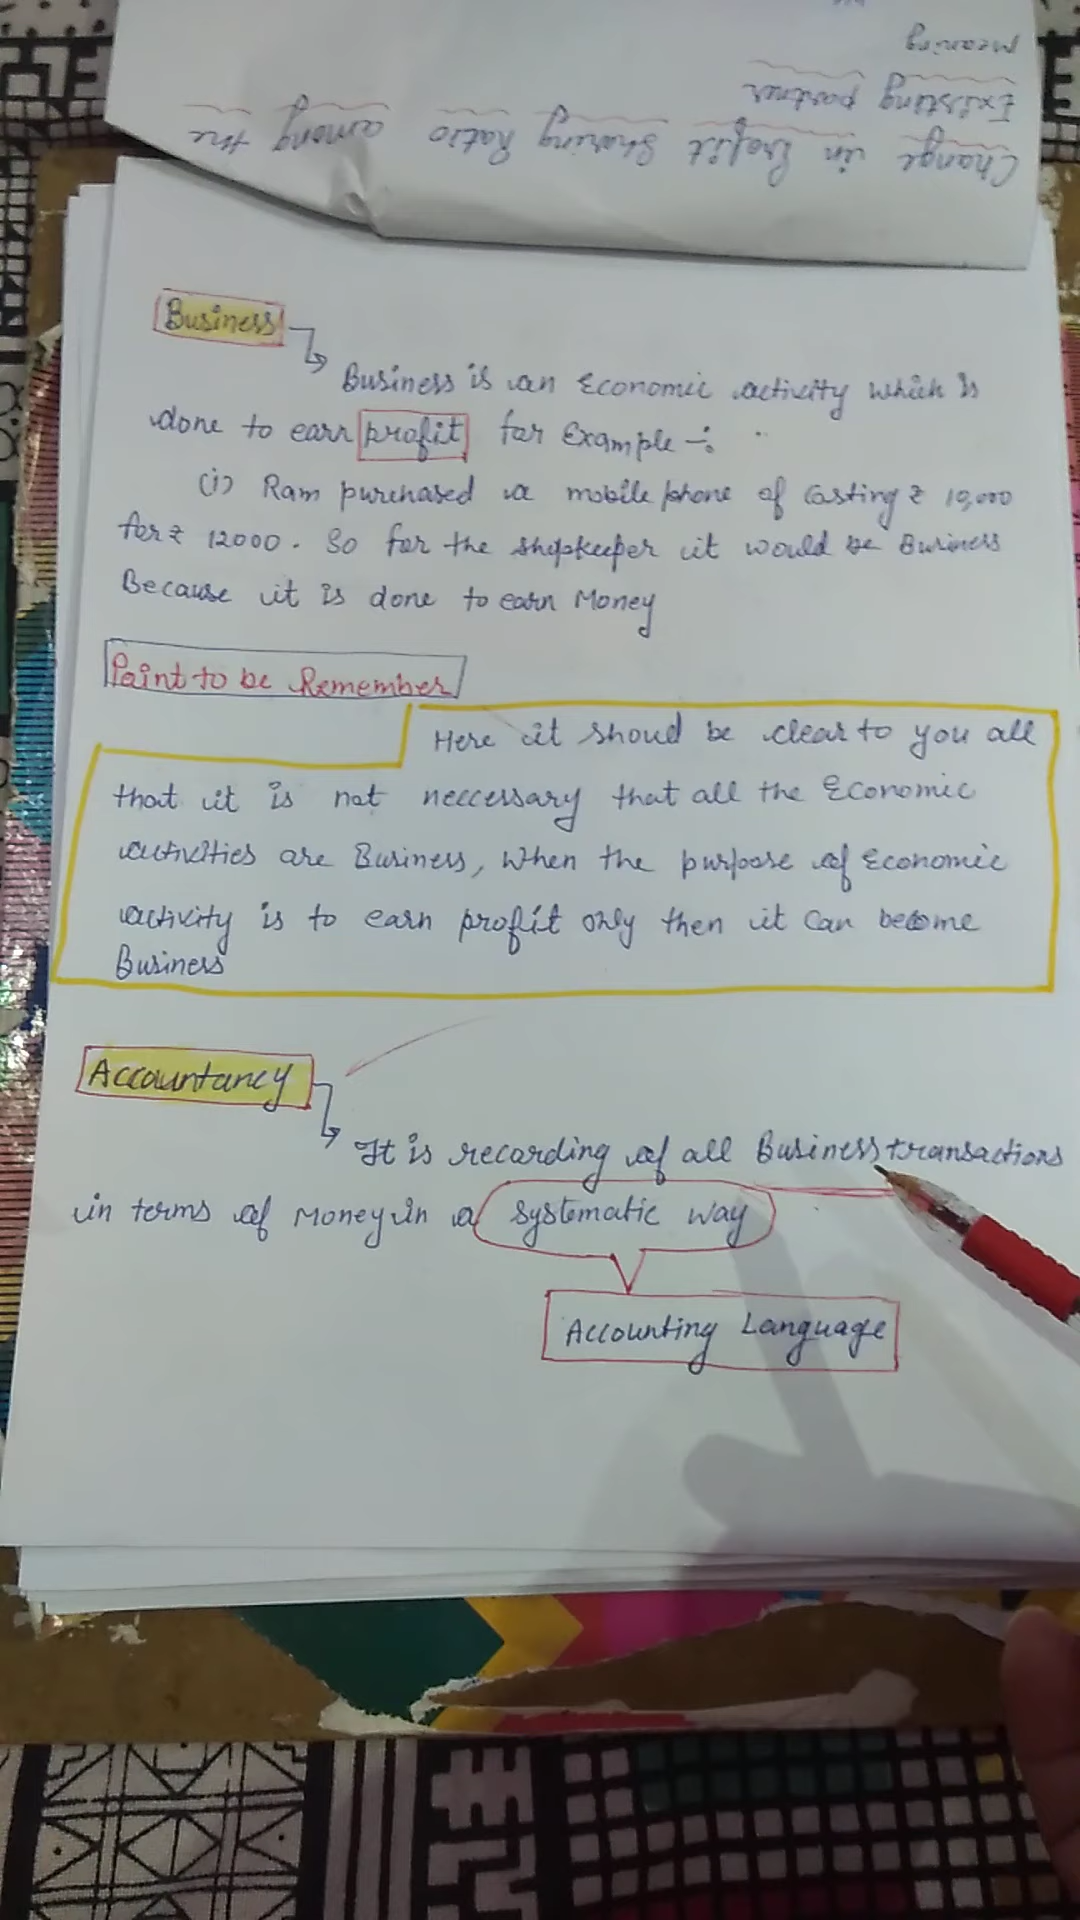 Change in Profit Sharing Ratio among the
Existing partner
Meaning
Business
Business is an Economic activity which is
done to earn profit for Example :-
(i) Ram purchased a mobile phone of Costing ₹ 10,000
for ₹ 12000. So for the shopkeeper it would be Business
Because it is done to earn Money
Point to be Remember
Here it shoud be clear to you all
that it is not neccessary that all the Economic
activities are Business, When the purpose of Economic
activity is to earn profit only then it can become
Business
Accountancy
It is recording of all Business transactions
in terms of Money in a systematic way
Accounting Language